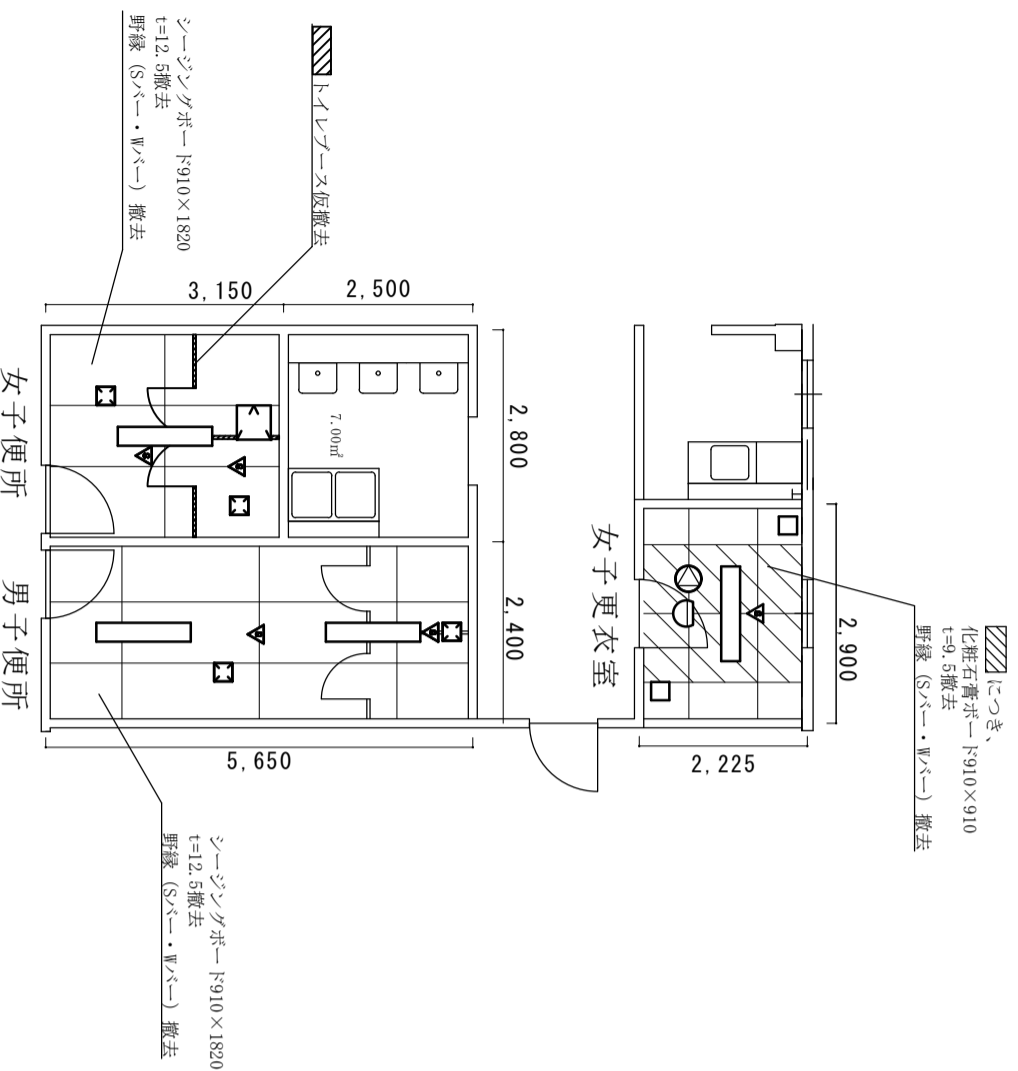 につき、
化粧石膏ボード910×910
t=9.5撤去
野縁（Sバー・Wバー）撤去
トイレブース仮撤去
シージングボード910×1820
t=12.5撤去
野縁（Sバー・Wバー）撤去
3,150
2,500
2,800
2,400
2,900
2,225
5,650
7.00㎡
女子更衣室
女子便所
男子便所
シージングボード910×1820
t=12.5撤去
野縁（Sバー・Wバー）撤去